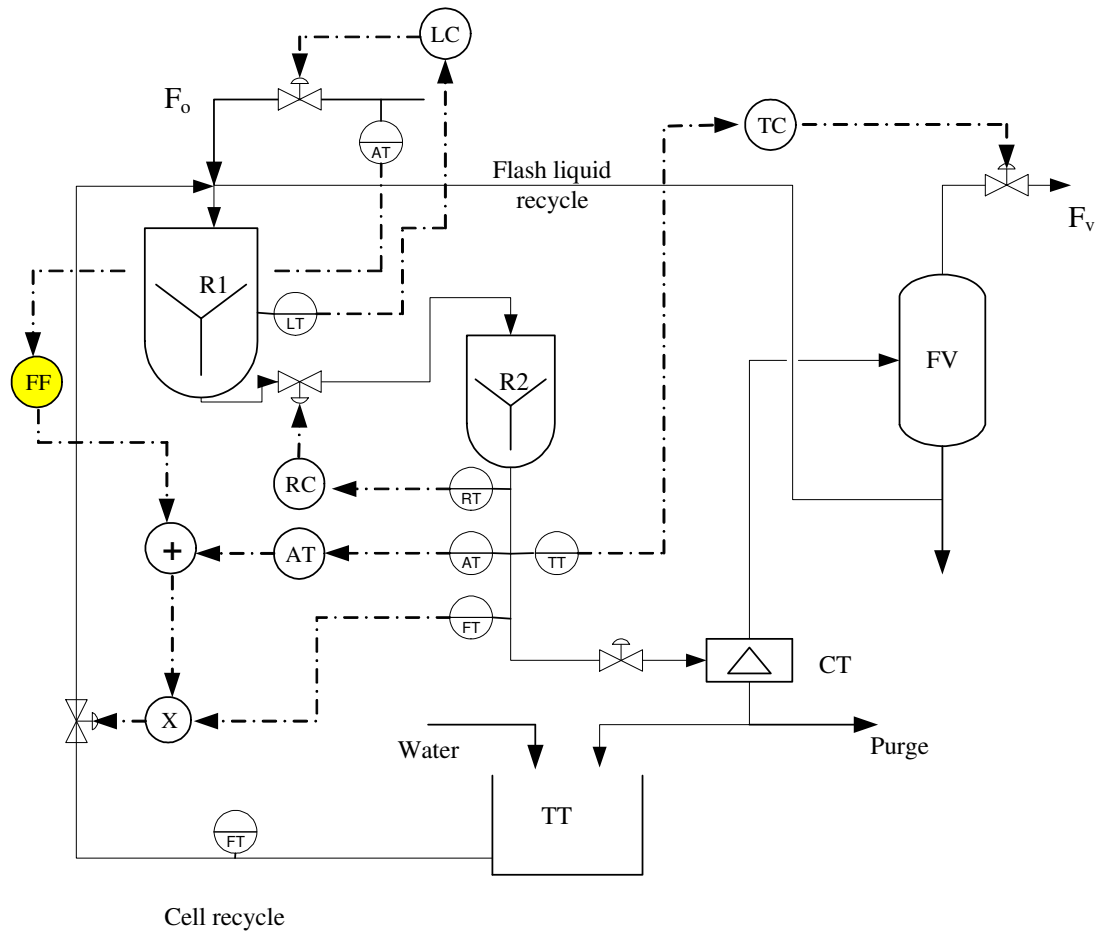 LC
Fo
AT
TC
Flash liquid
recycle
Fv
R1
LT
FF
R2
FV
RC
RT
+
AT
AT
TT
FT
CT
X
Water
Purge
TT
FT
Cell recycle